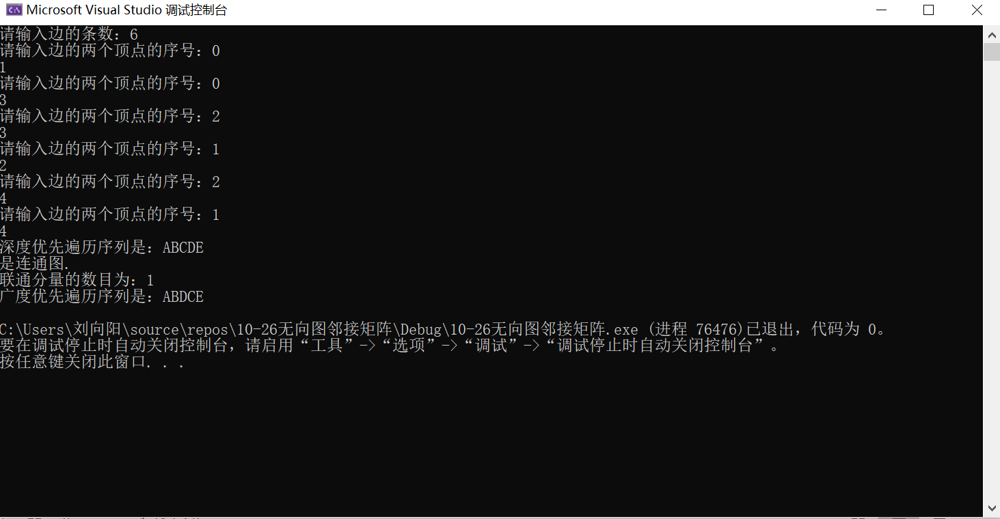 Microsoft Visual Studio 调试控制台
请输入边的条数：6
请输入边的两个顶点的序号：0
1
请输入边的两个顶点的序号：0
3
请输入边的两个顶点的序号：2
3
请输入边的两个顶点的序号：1
2
请输入边的两个顶点的序号：2
4
请输入边的两个顶点的序号：1
4
深度优先遍历序列是：ABCDE
是连通图.
联通分量的数目为：1
广度优先遍历序列是：ABDCE
C:\Users\刘向阳\source\repos\10-26无向图邻接矩阵\Debug\10-26无向图邻接矩阵.exe (进程 76476)已退出，代码为 0。
要在调试停止时自动关闭控制台，请启用“工具”->“选项”->“调试”->“调试停止时自动关闭控制台”。
按任意键关闭此窗口. . .